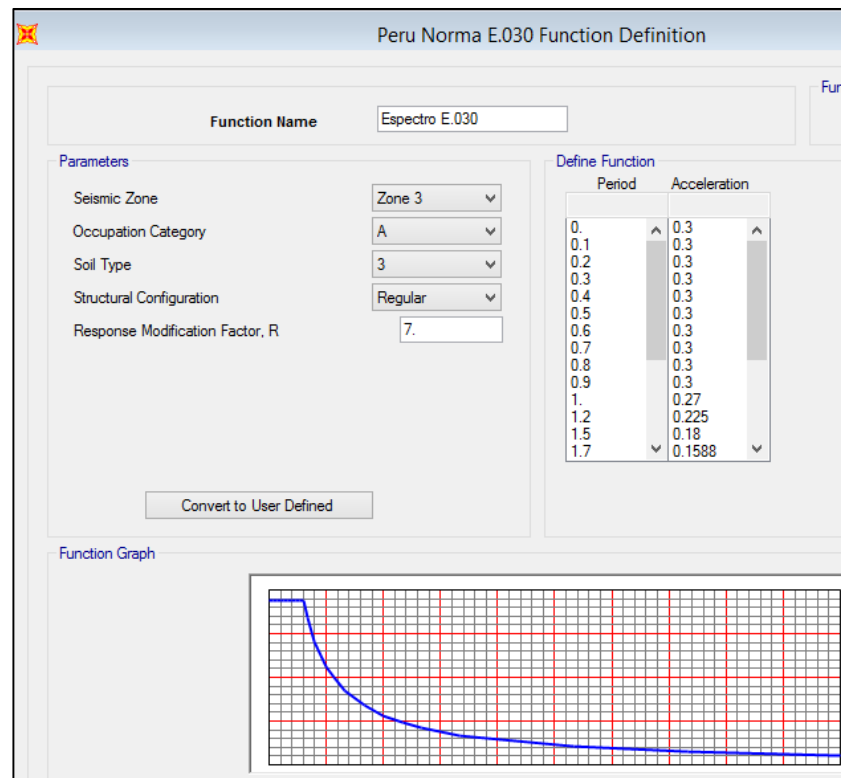 Peru Norma E.030 Function Definition
Fun
Function Name Espectro E.030
Parameters
Seismic Zone Zone 3
Occupation Category A
Soil Type 3
Structural Configuration Regular
Response Modification Factor, R 7.
Convert to User Defined
Define Function
Period Acceleration
0. 0.3
0.1 0.3
0.2 0.3
0.3 0.3
0.4 0.3
0.5 0.3
0.6 0.3
0.7 0.3
0.8 0.3
0.9 0.3
1. 0.27
1.2 0.225
1.5 0.18
1.7 0.1588
Function Graph